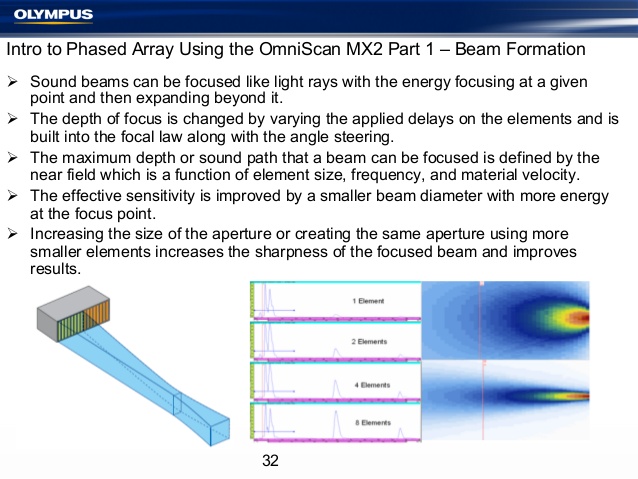 OLYMPUS
Intro to Phased Array Using the OmniScan MX2 Part 1 – Beam Formation
➢ Sound beams can be focused like light rays with the energy focusing at a given
point and then expanding beyond it.
➢ The depth of focus is changed by varying the applied delays on the elements and is
built into the focal law along with the angle steering.
➢ The maximum depth or sound path that a beam can be focused is defined by the
near field which is a function of element size, frequency, and material velocity.
➢ The effective sensitivity is improved by a smaller beam diameter with more energy
at the focus point.
➢ Increasing the size of the aperture or creating the same aperture using more
smaller elements increases the sharpness of the focused beam and improves
results.
1 Element
2 Elements
4 Elements
8 Elements
32